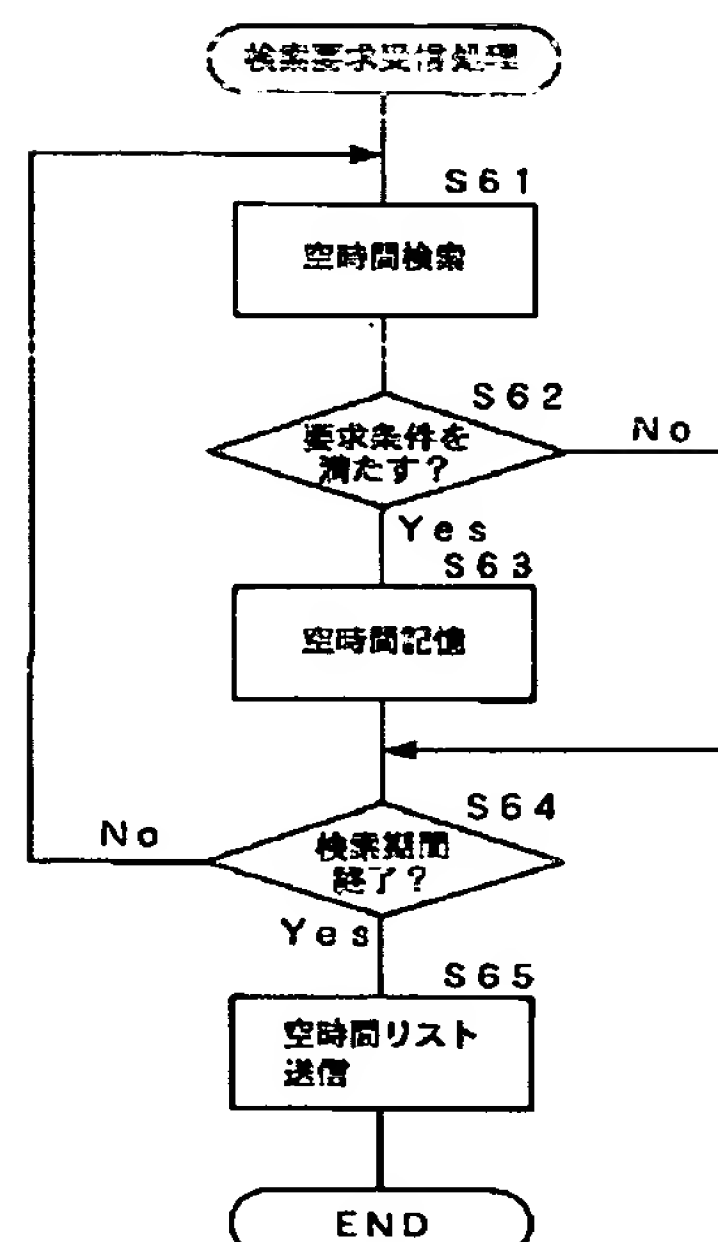 検索要求受信処理
S61
空時間検索
S62
要求条件を
満たす？
No
Yes
S63
空時間記憶
S64
検索期間
終了？
No
Yes
S65
空時間リスト
送信
END